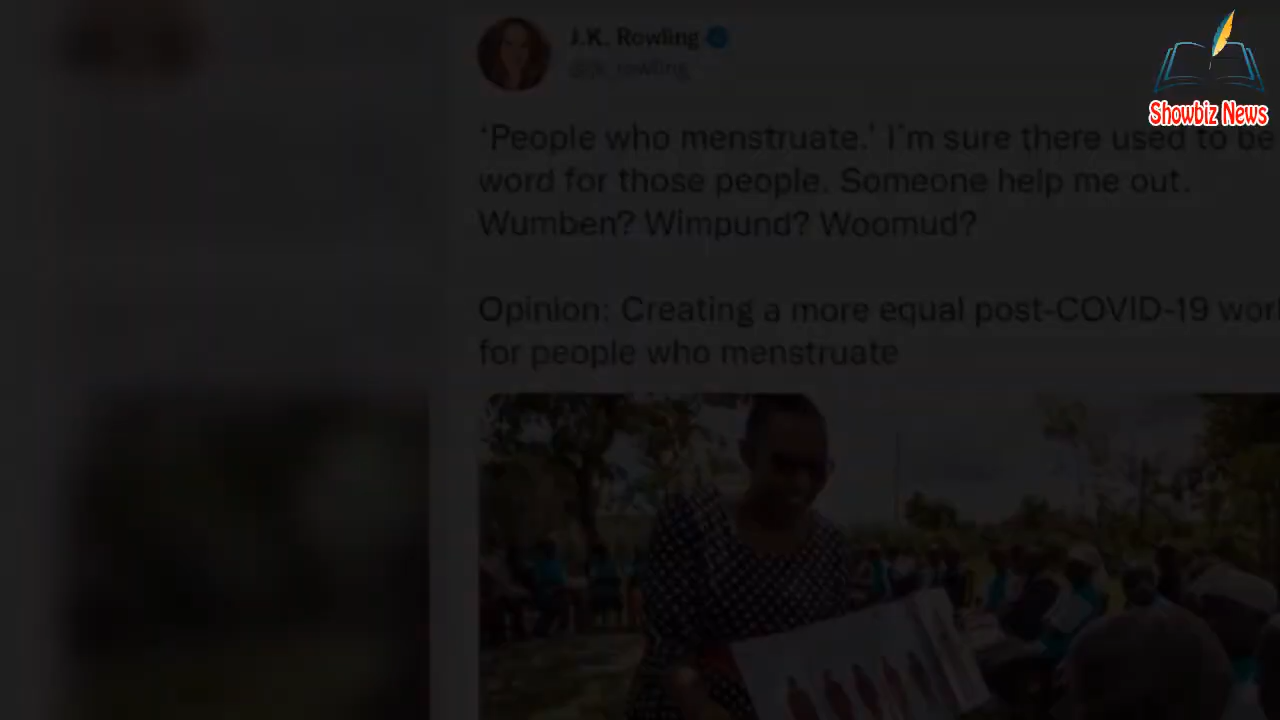 J.K. Rowling
@jk_rowling
Showbiz News
'People who menstruate.' I'm sure there used to be
word for those people. Someone help me out.
Wumben? Wimpund? Woomud?
Opinion: Creating a more equal post-COVID-19
for people who menstruate